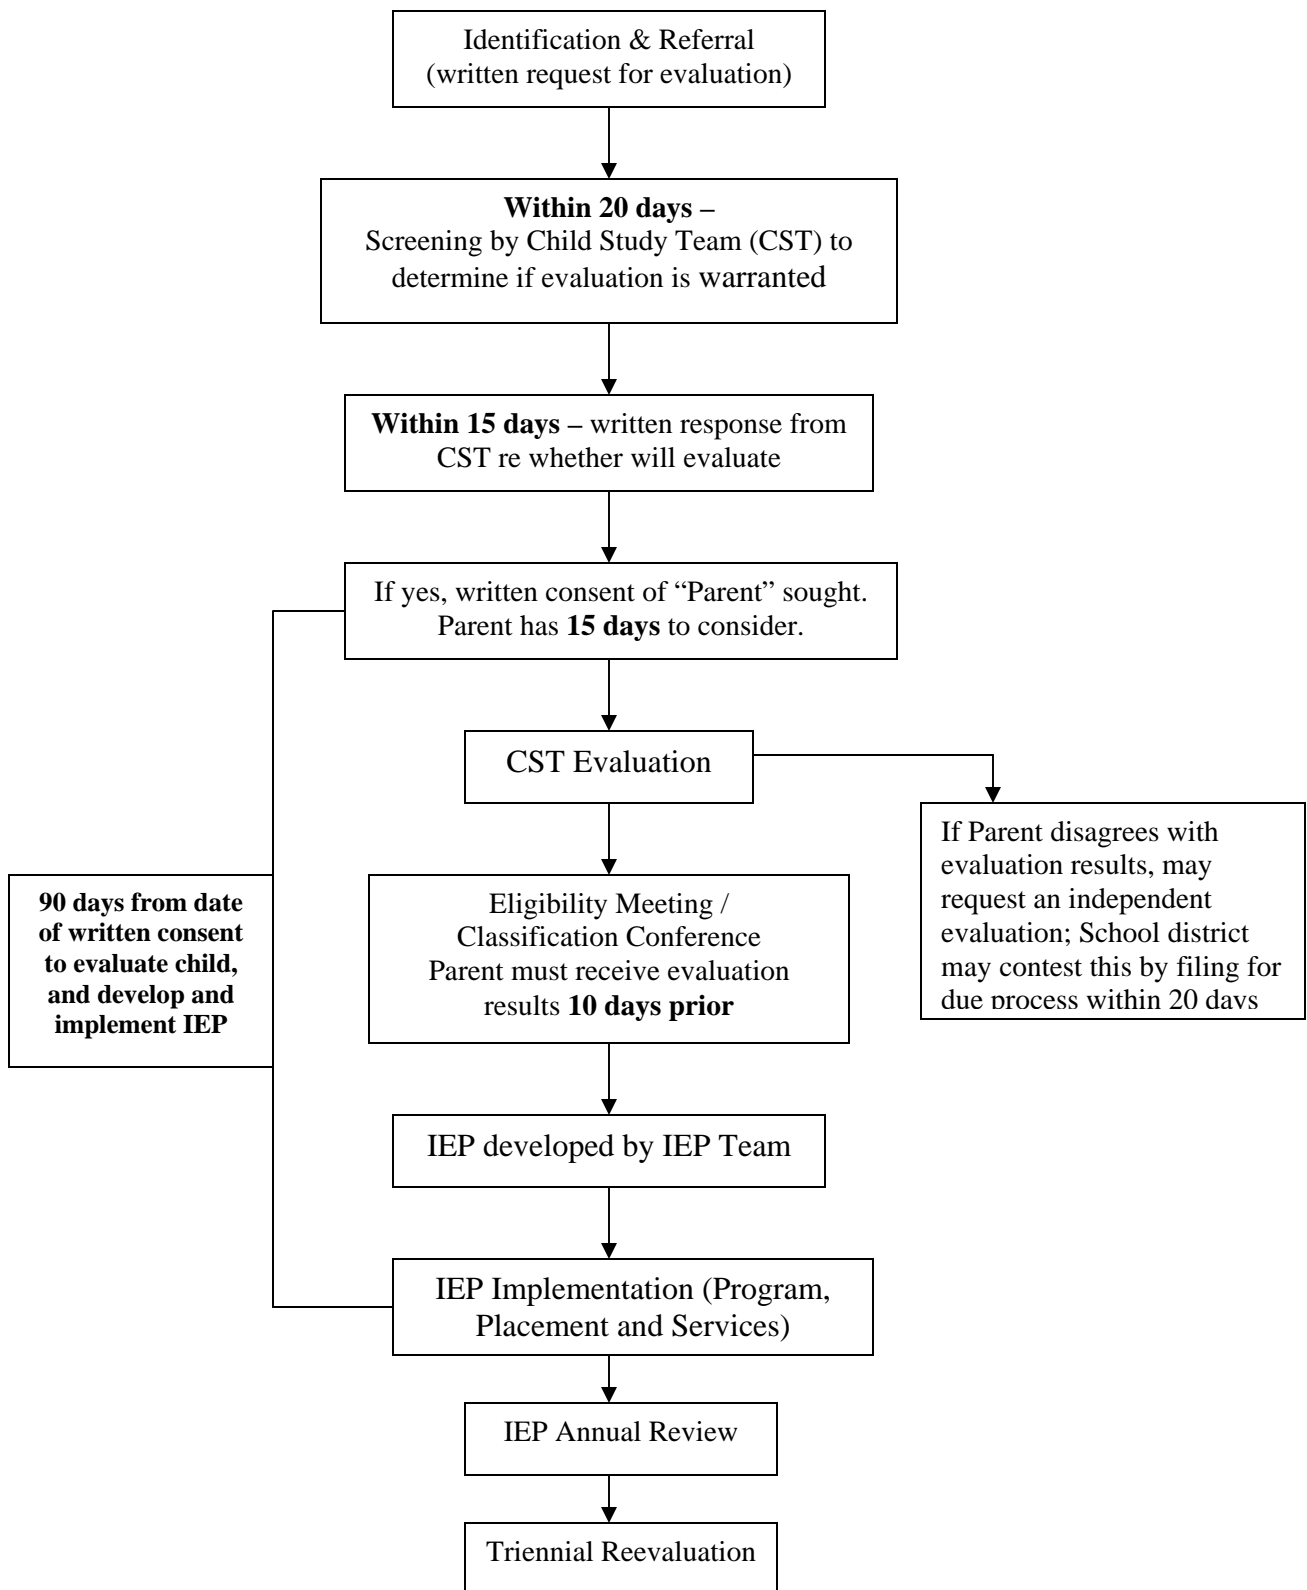 Identification & Referral
(written request for evaluation)
Within 20 days –
Screening by Child Study Team (CST) to
determine if evaluation is warranted
Within 15 days – written response from
CST re whether will evaluate
If yes, written consent of “Parent” sought.
Parent has 15 days to consider.
CST Evaluation
If Parent disagrees with
evaluation results, may
request an independent
evaluation; School district
may contest this by filing for
due process within 20 days
90 days from date
of written consent
to evaluate child,
and develop and
implement IEP
Eligibility Meeting /
Classification Conference
Parent must receive evaluation
results 10 days prior
IEP developed by IEP Team
IEP Implementation (Program,
Placement and Services)
IEP Annual Review
Triennial Reevaluation